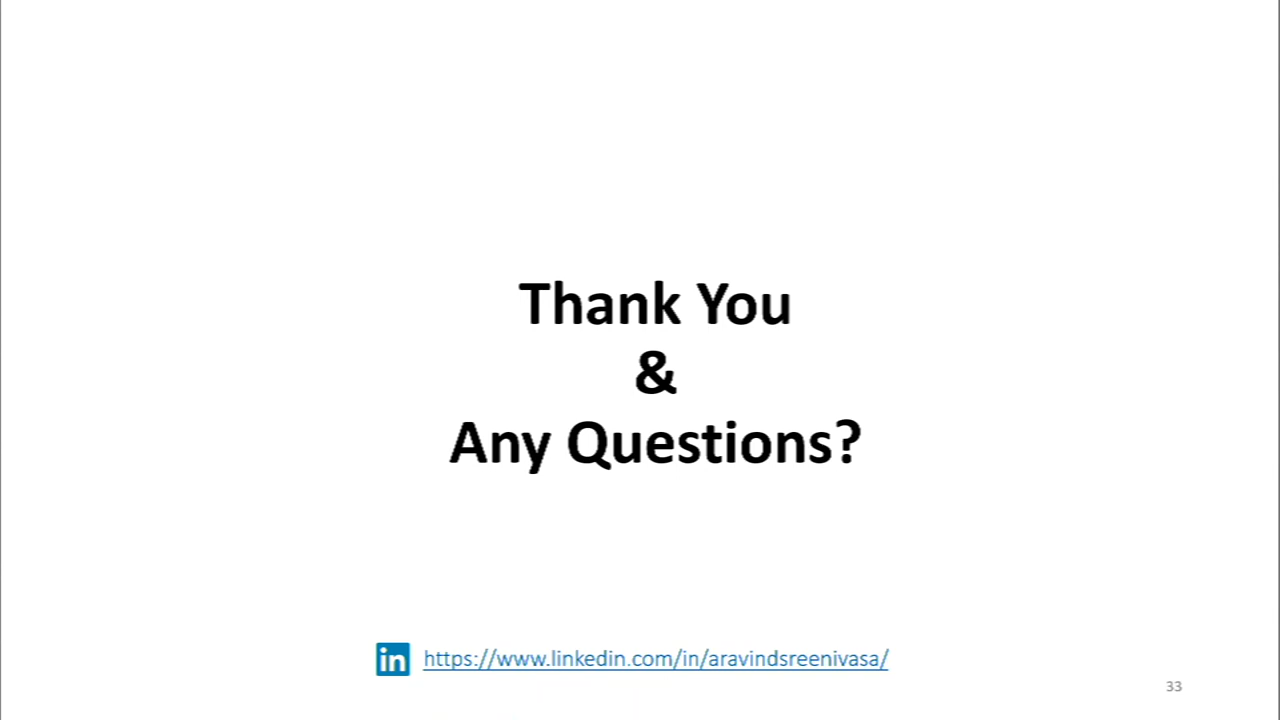 Thank You
&
Any Questions?
in https://www.linkedin.com/in/aravindsreenivasa/
33